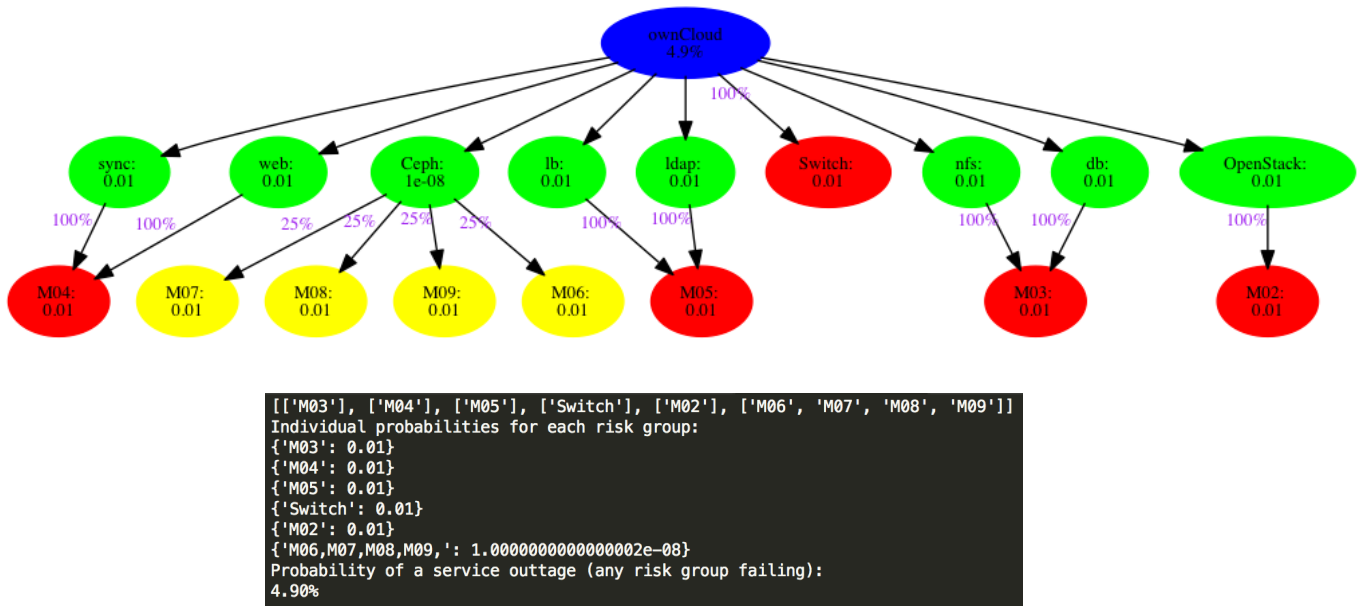 ownCloud
4.9%
100%
sync:
0.01
web:
0.01
Ceph:
1e-08
lb:
0.01
ldap:
0.01
Switch:
0.01
nfs:
0.01
db:
0.01
OpenStack:
0.01
100%
100%
25%
25%
25%
25%
100%
100%
100%
100%
100%
M04:
0.01
M07:
0.01
M08:
0.01
M09:
0.01
M06:
0.01
M05:
0.01
M03:
0.01
M02:
0.01
[['M03'], ['M04'], ['M05'], ['Switch'], ['M02'], ['M06', 'M07', 'M08', 'M09']]
Individual probabilities for each risk group:
{'M03': 0.01}
{'M04': 0.01}
{'M05': 0.01}
{'Switch': 0.01}
{'M02': 0.01}
{'M06,M07,M08,M09,': 1.0000000000000002e-08}
Probability of a service outtage (any risk group failing):
4.90%